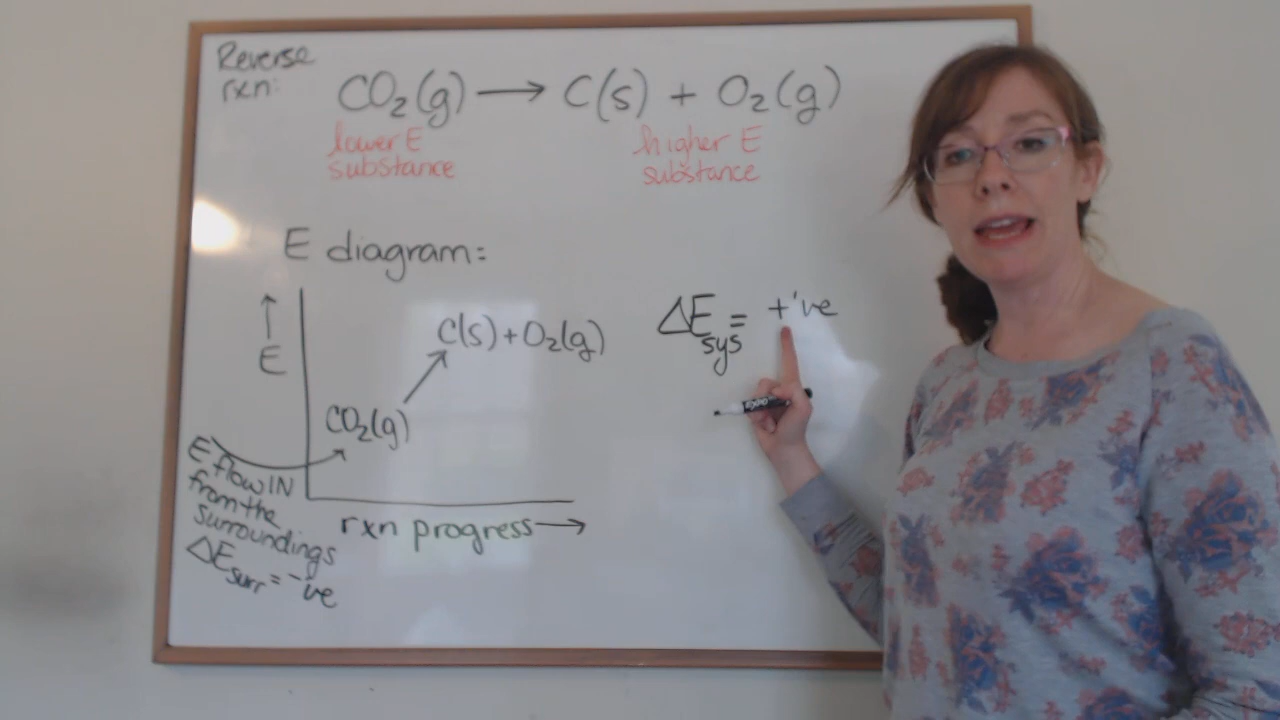 Reverse
rxn:
CO₂(g) → C(s) + O₂(g)
lower E
substance
higher E
substance
E diagram:
↑
E
C(s)+O₂(g)
CO₂(g)
ΔE sys = +'ve
E flow IN
from the
surroundings
ΔE surr = -'ve
rxn progress →